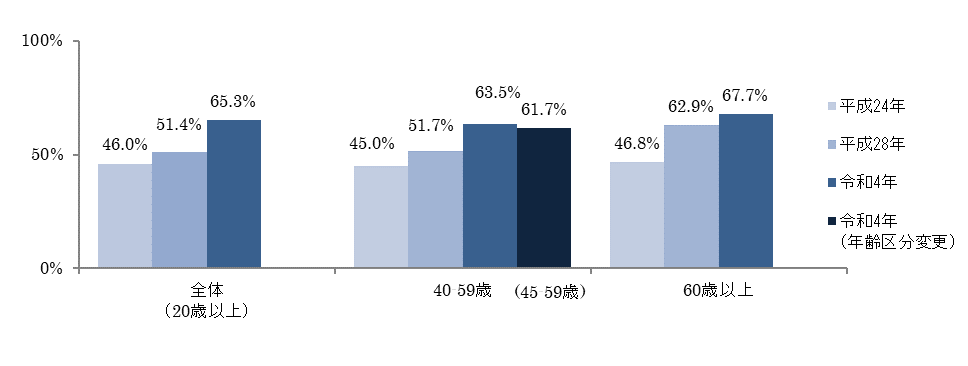 100%
50%
0%
46.0%
51.4%
65.3%
45.0%
51.7%
63.5%
61.7%
46.8%
62.9%
67.7%
全体
（20歳以上）
40-59歳
（45-59歳）
60歳以上
平成24年
平成28年
令和4年
令和4年
（年齢区分変更）